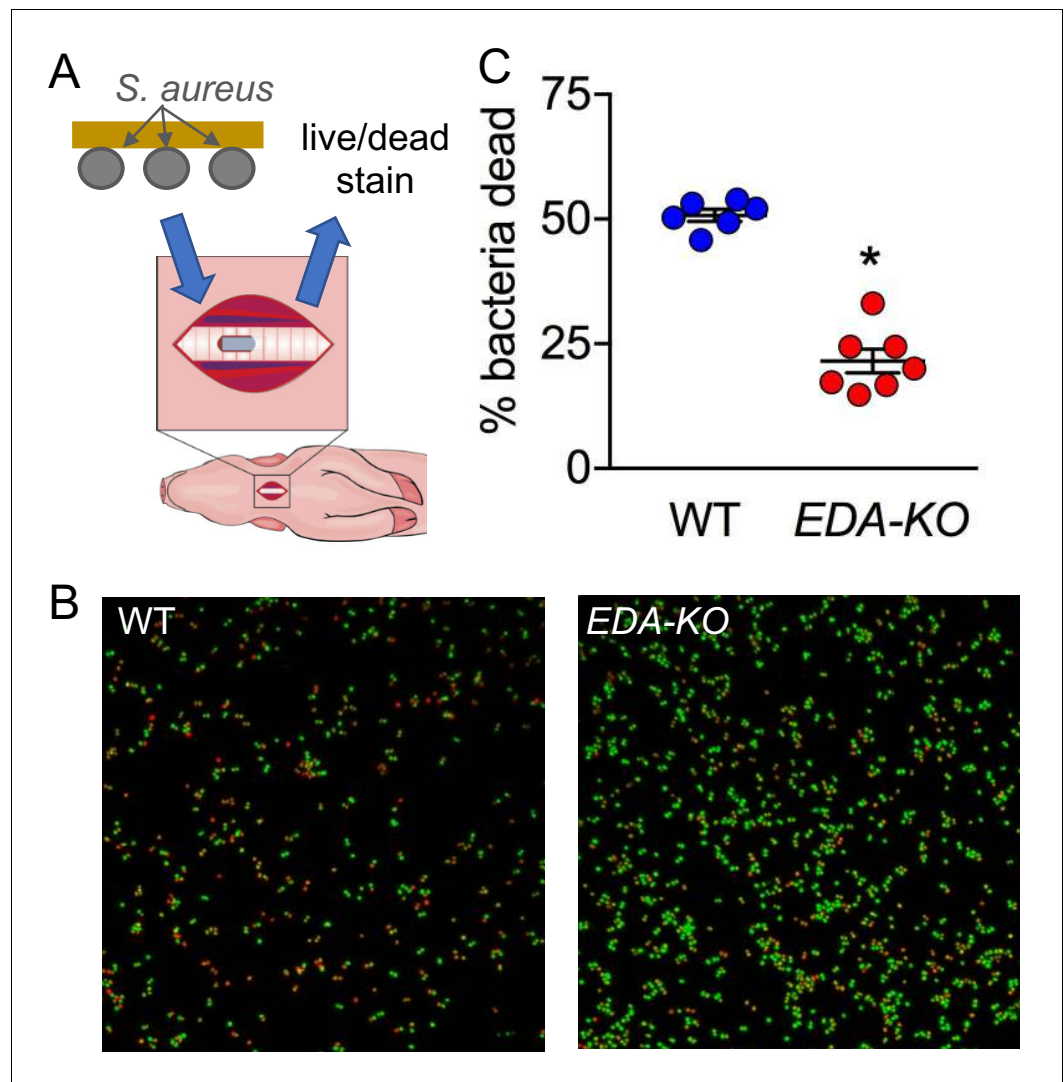 A
S. aureus
live/dead
stain
C
% bacteria dead
75
50
25
0
*
WT
EDA-KO
B
WT
EDA-KO